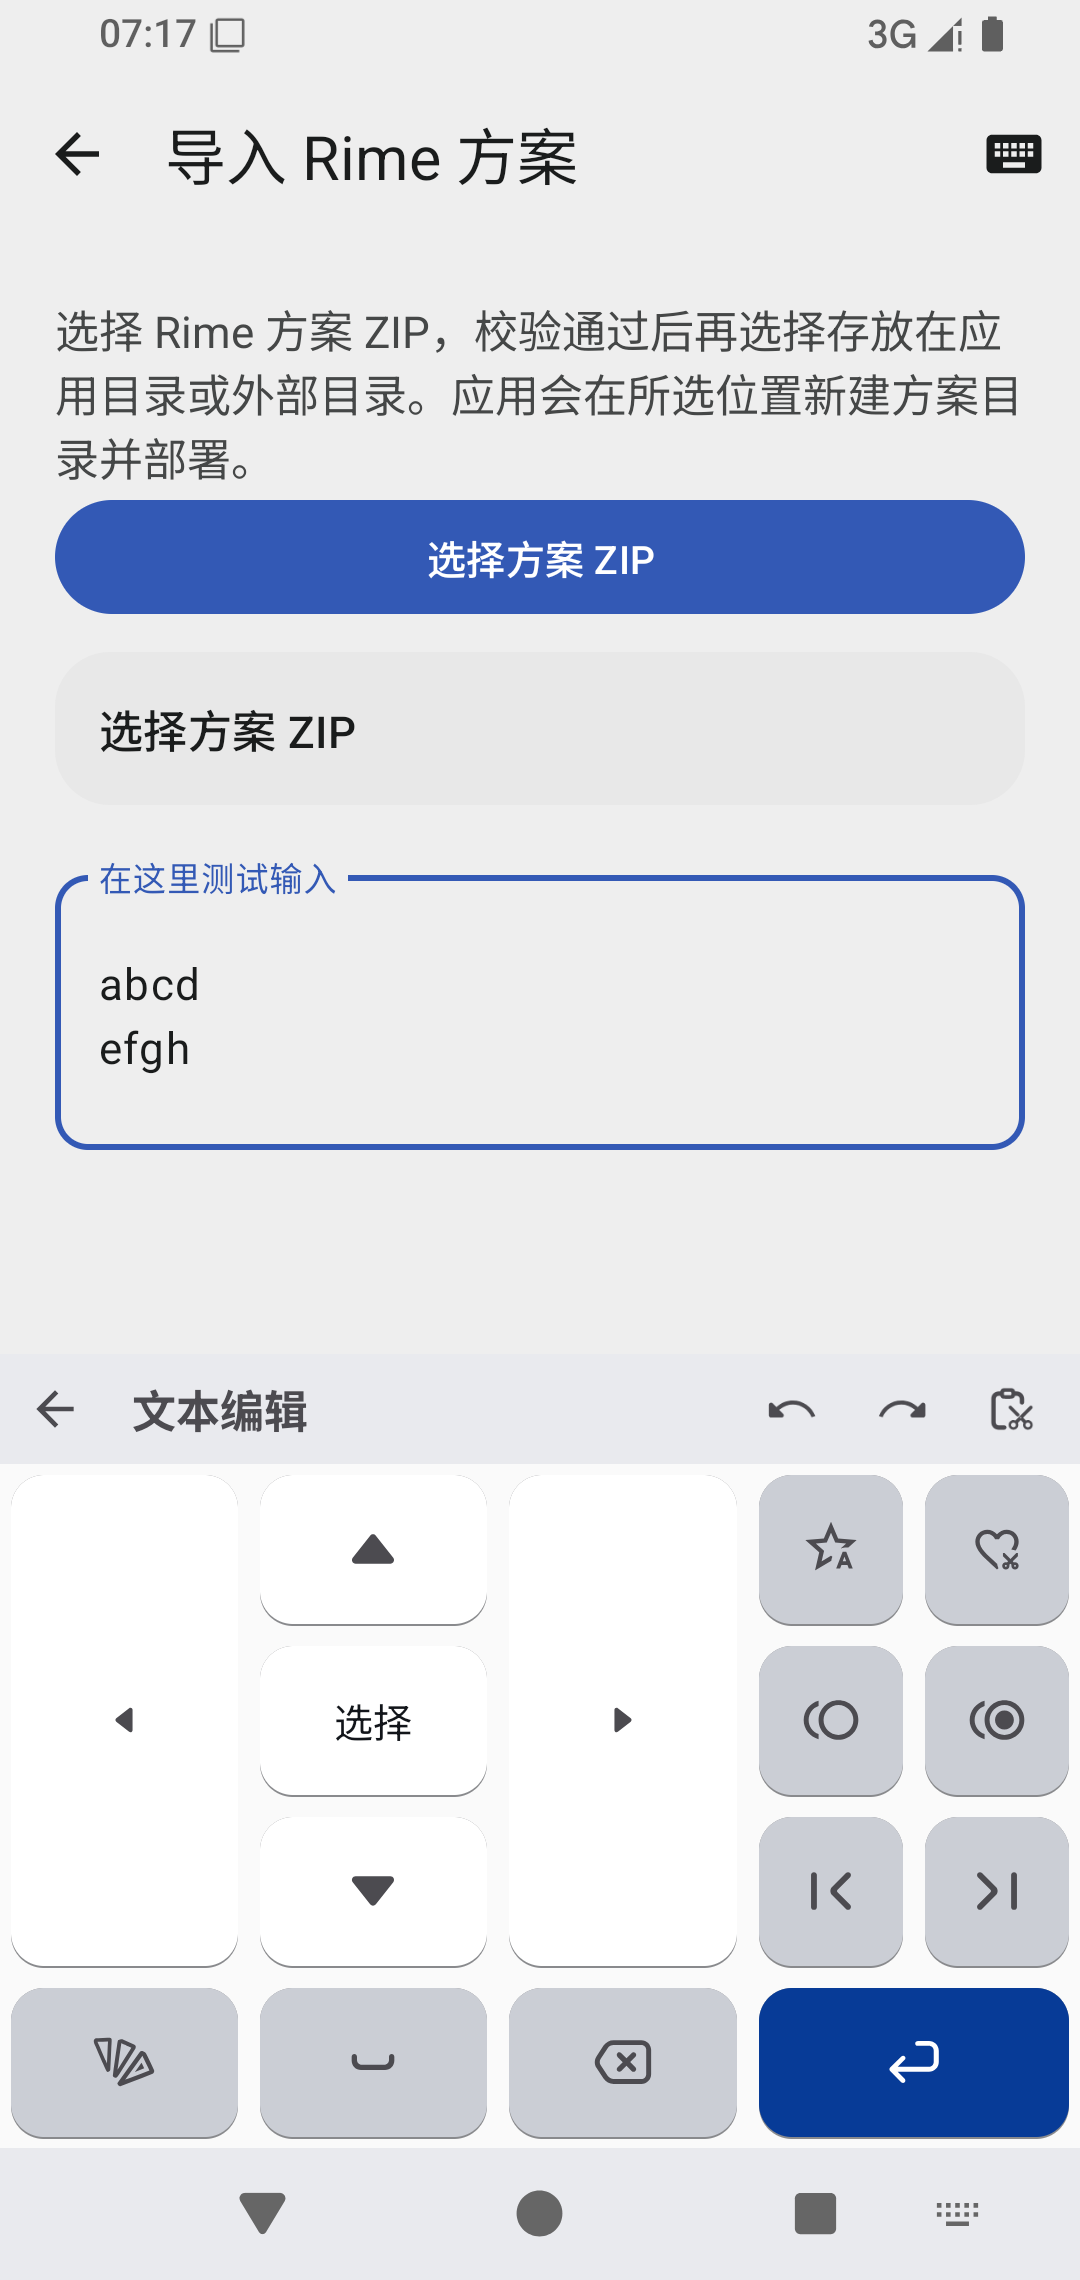 07:17
3G
导入 Rime 方案
选择 Rime 方案 ZIP，校验通过后再选择存放在应
用目录或外部目录。应用会在所选位置新建方案目
录并部署。
选择方案 ZIP
选择方案 ZIP
在这里测试输入
abcd
efgh
文本编辑
A
选择